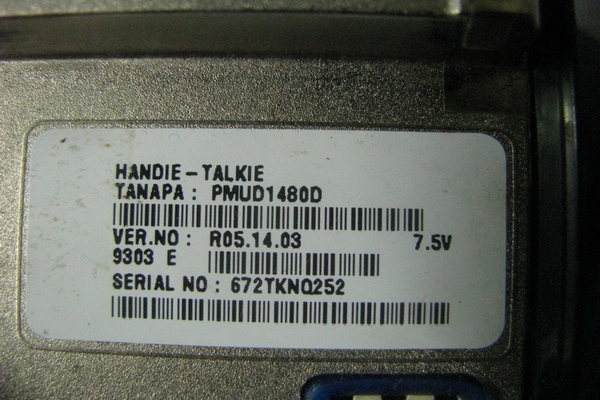 HANDIE-TALKIE
TANAPA: PMUD1480D
VER.NO: R05.14.03 7.5V
9303 E
SERIAL NO: 672TKNQ252